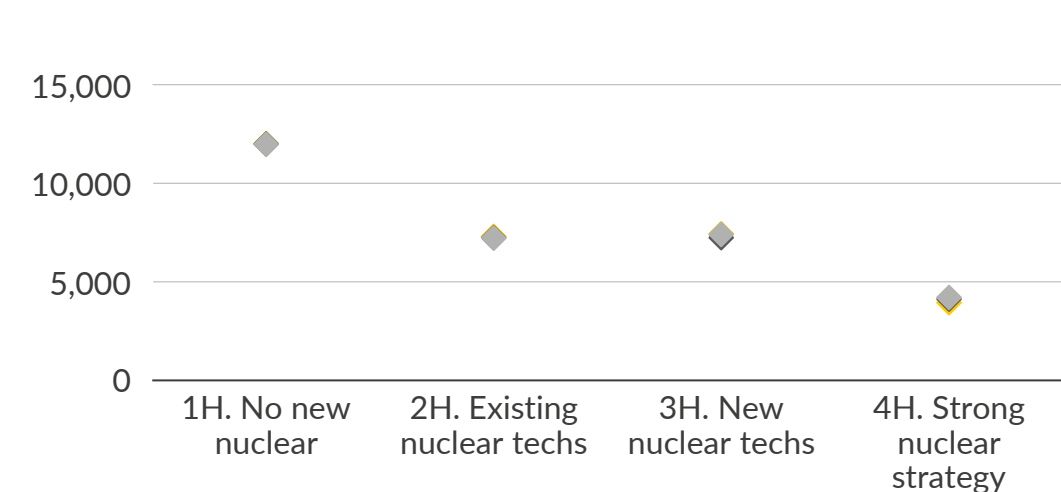 15,000
10,000
5,000
0
1H. No new
nuclear
2H. Existing
nuclear techs
3H. New
nuclear techs
4H. Strong
nuclear
strategy